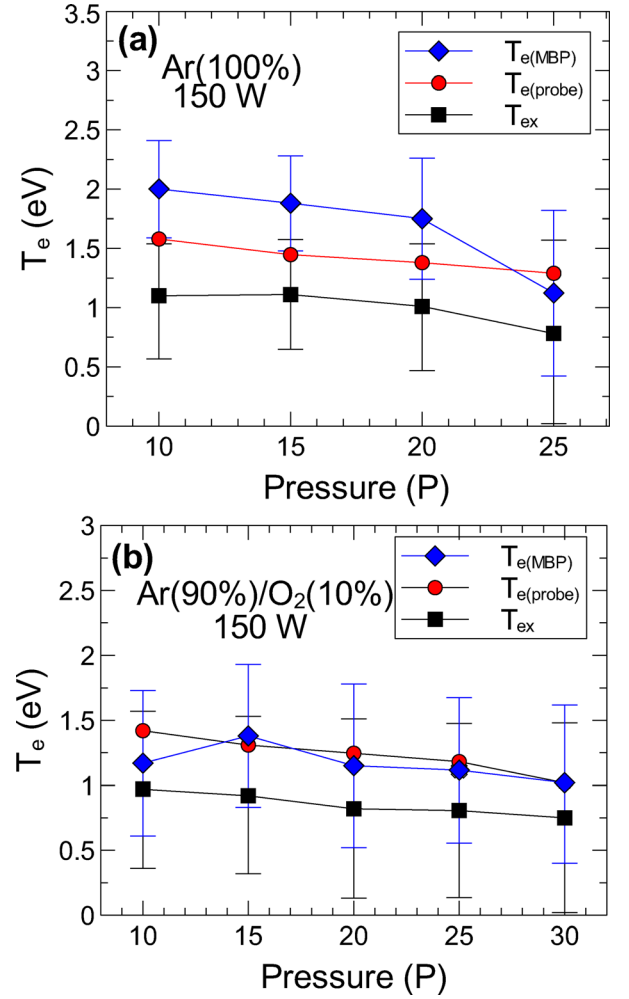 3.5
3
2.5
2
1.5
1
0.5
0
Te (eV)
(a)
Ar(100%)
150 W
Te(MBP)
Te(probe)
Tex
10 15 20 25
Pressure (P)
3
2.5
2
1.5
1
0.5
0
Te (eV)
(b)
Ar(90%)/O2(10%)
150 W
Te(MBP)
Te(probe)
Tex
10 15 20 25 30
Pressure (P)